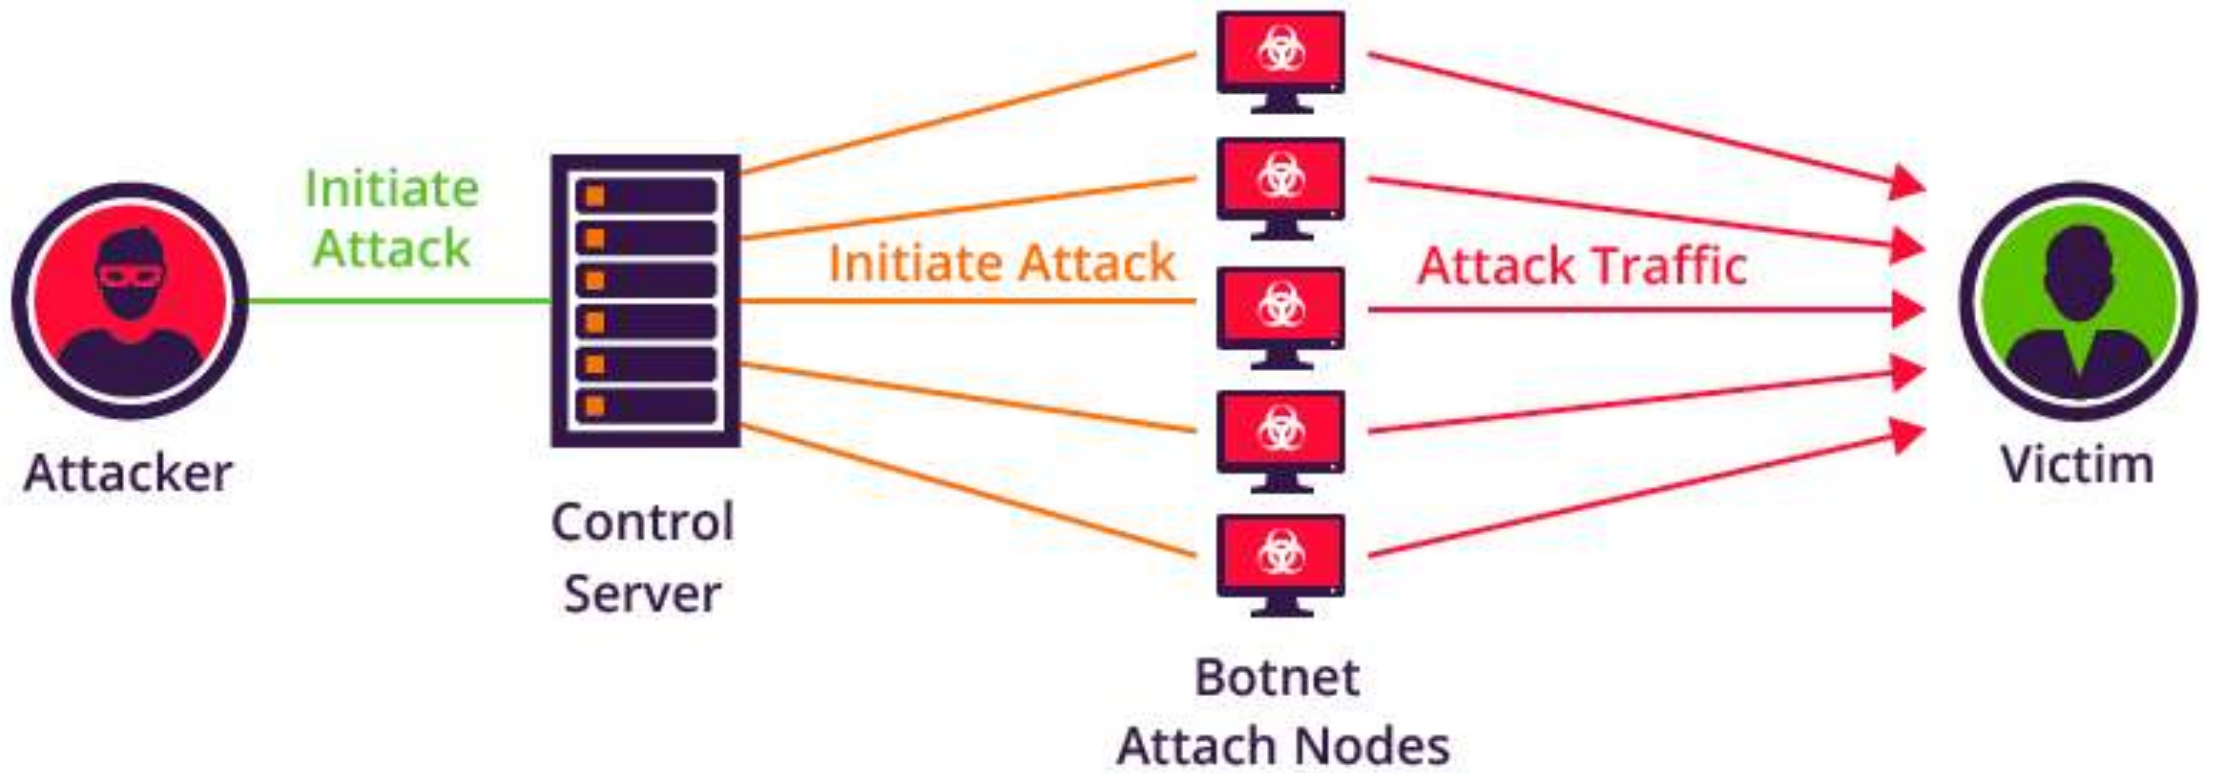 Initiate
Attack
Initiate Attack
Attack Traffic
Attacker
Control
Server
Victim
Botnet
Attach Nodes